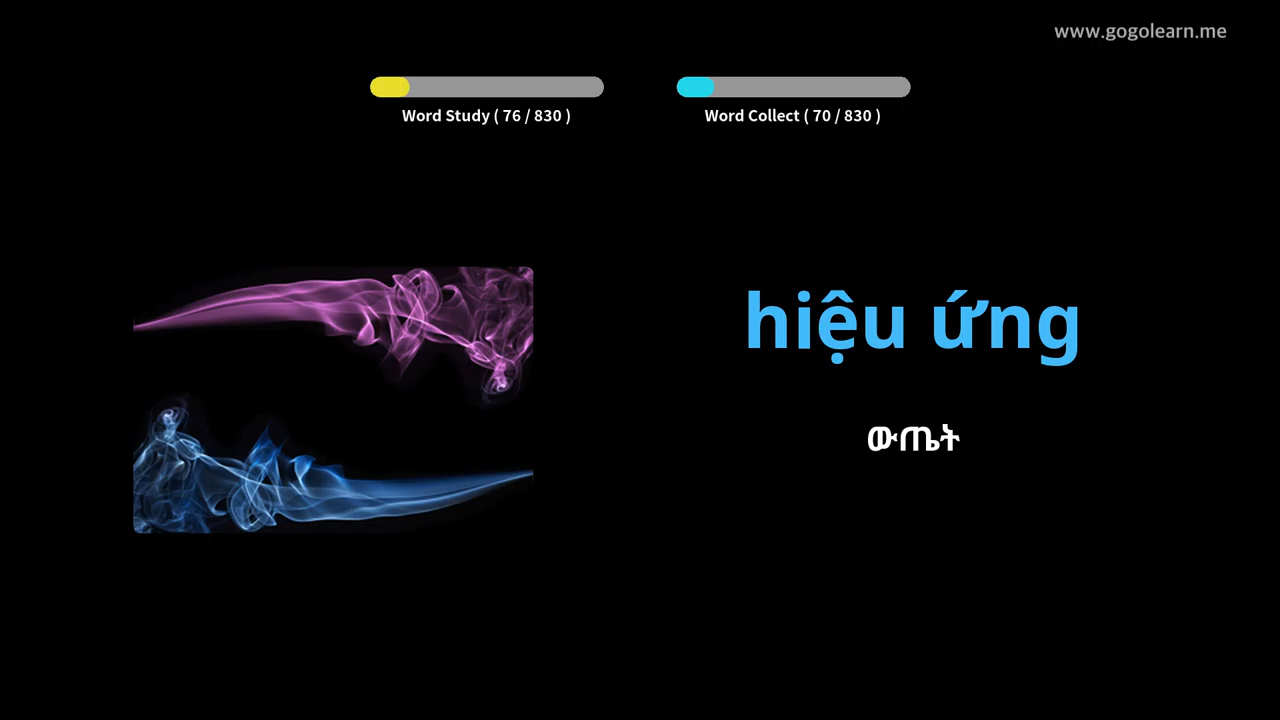 www.gogolearn.me
Word Study ( 76 / 830 )
Word Collect ( 70 / 830 )
hiệu ứng
ውጤት